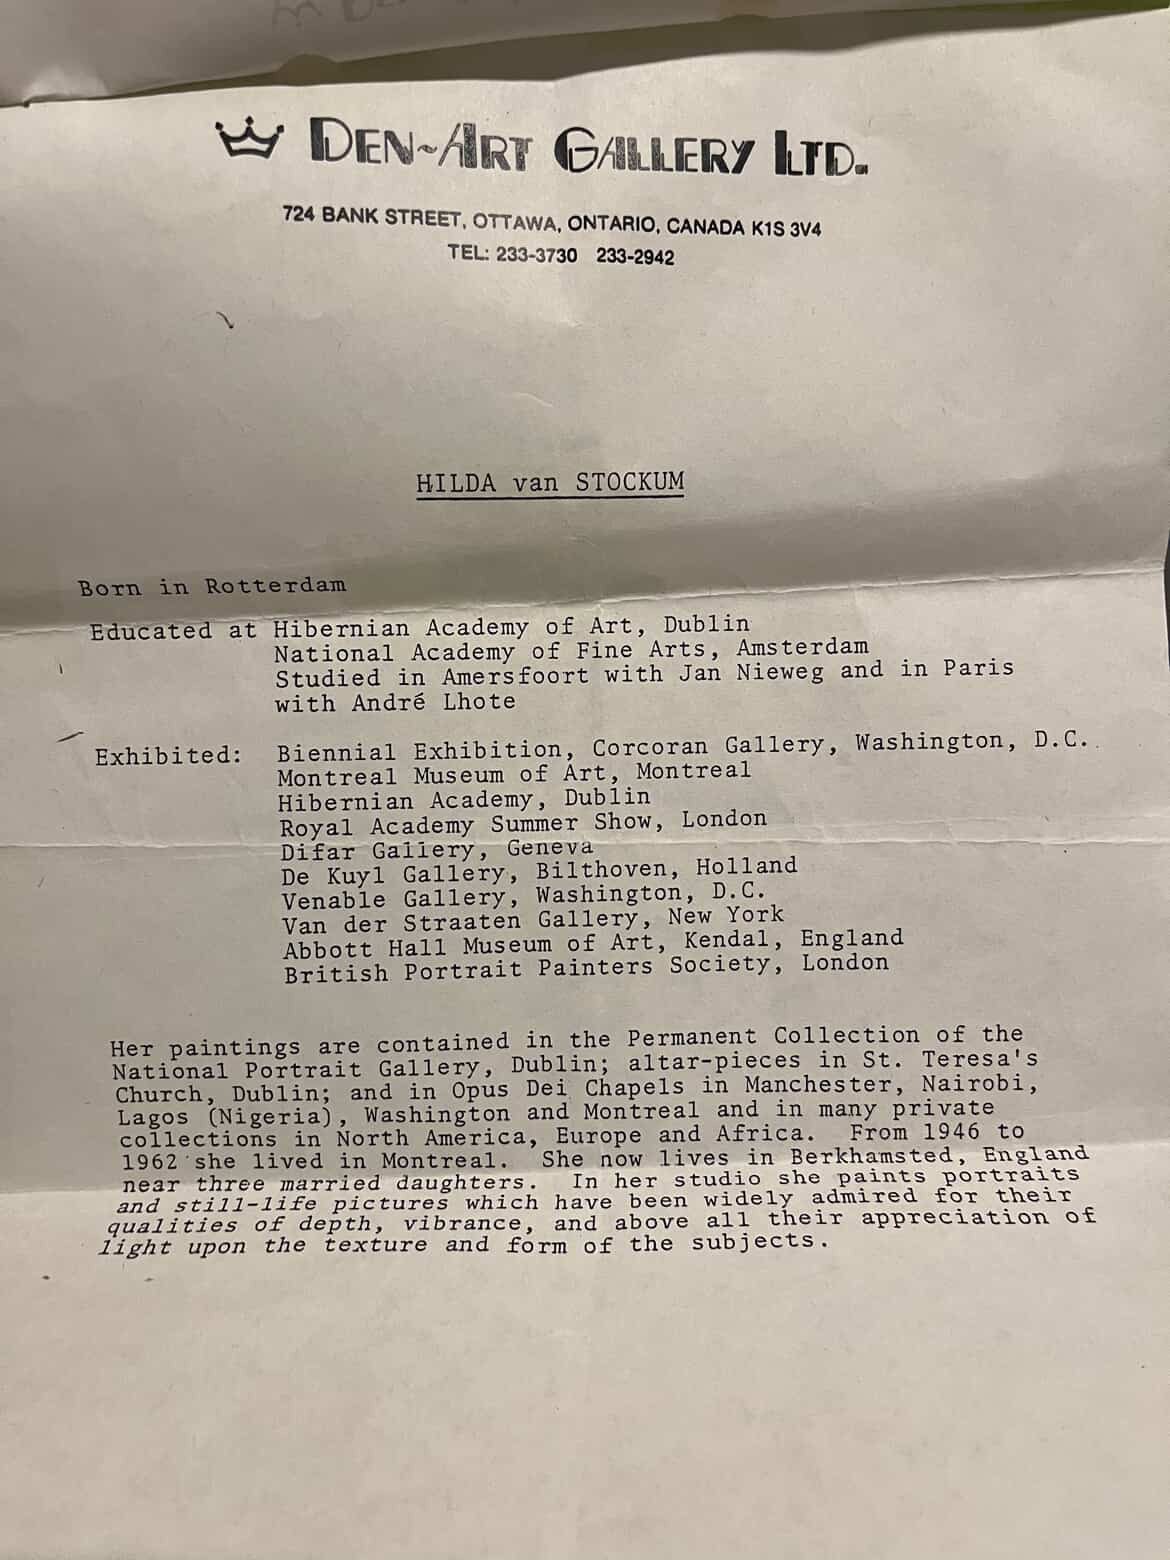 DEN~ART GALLERY LTD.
724 BANK STREET, OTTAWA, ONTARIO, CANADA K1S 3V4
TEL: 233-3730 233-2942
HILDA van STOCKUM
Born in Rotterdam
Educated at Hibernian Academy of Art, Dublin
National Academy of Fine Arts, Amsterdam
Studied in Amersfoort with Jan Nieweg and in Paris
with André Lhote
Exhibited: Biennial Exhibition, Corcoran Gallery, Washington, D.C.
Montreal Museum of Art, Montreal
Hibernian Academy, Dublin
Royal Academy Summer Show, London
Difar Gallery, Geneva
De Kuyl Gallery, Bilthoven, Holland
Venable Gallery, Washington, D.C.
Van der Straaten Gallery, New York
Abbott Hall Museum of Art, Kendal, England
British Portrait Painters Society, London
Her paintings are contained in the Permanent Collection of the
National Portrait Gallery, Dublin; altar-pieces in St. Teresa's
Church, Dublin; and in Opus Dei Chapels in Manchester, Nairobi,
Lagos (Nigeria), Washington and Montreal and in many private
collections in North America, Europe and Africa. From 1946 to
1962 she lived in Montreal. She now lives in Berkhamsted, England
near three married daughters. In her studio she paints portraits
and still-life pictures which have been widely admired for their
qualities of depth, vibrance, and above all their appreciation of
light upon the texture and form of the subjects.